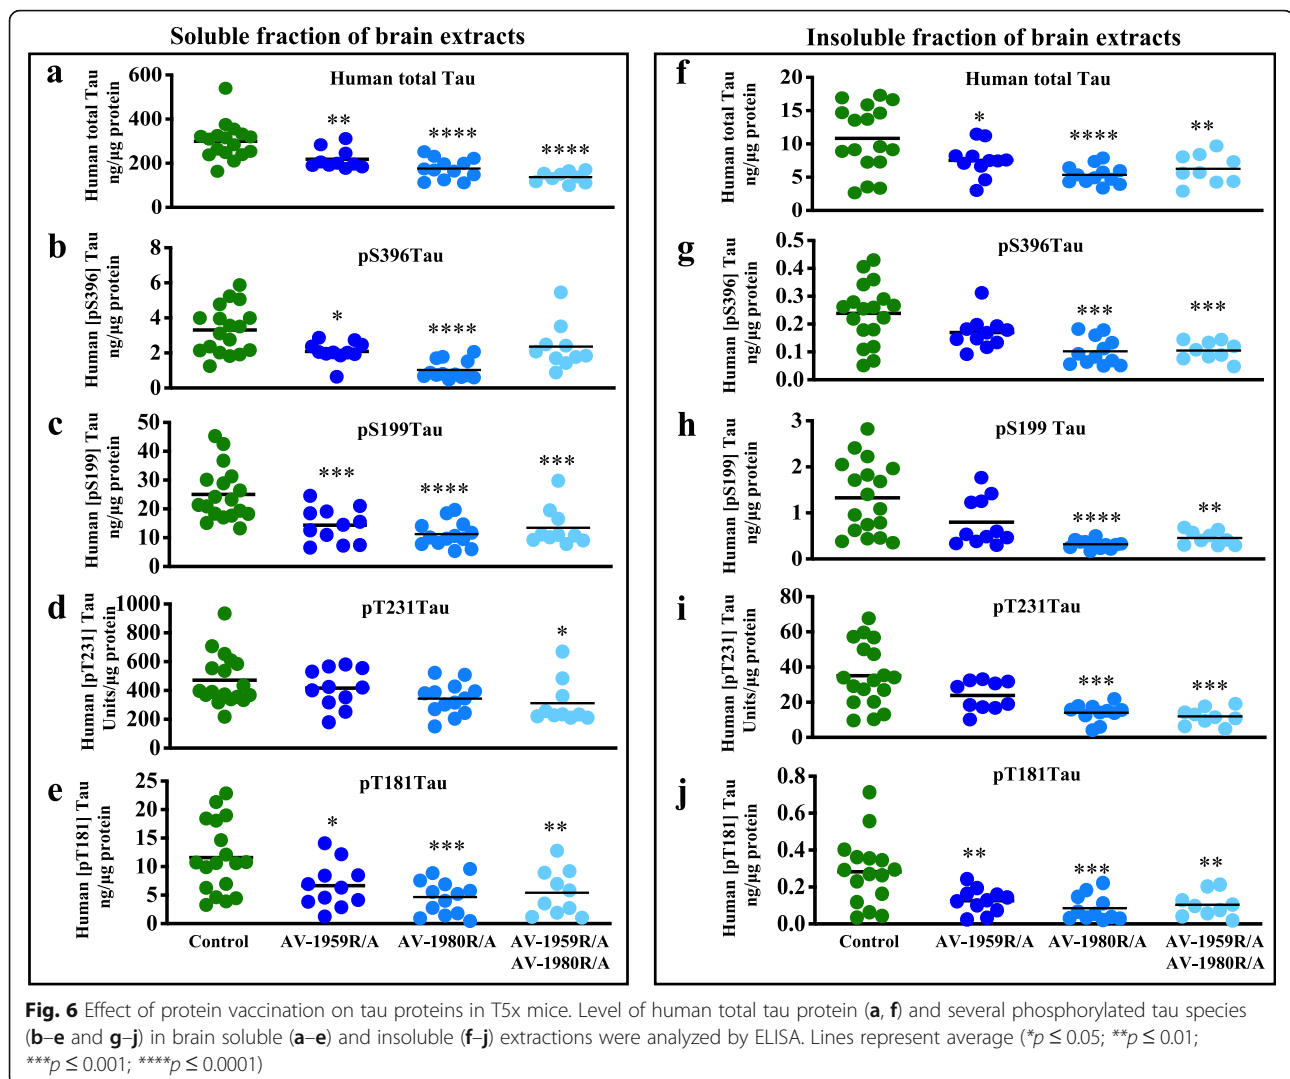 Soluble fraction of brain extracts
a
Human total Tau
Human total Tau
ng/µg protein
600
400
200
0
**
****
****
b
pS396Tau
Human [pS396] Tau
ng/µg protein
8
6
4
2
0
*
****
c
pS199Tau
Human [pS199] Tau
ng/µg protein
50
40
30
20
10
0
***
****
***
d
pT231Tau
Human [pT231] Tau
Units/µg protein
1000
800
600
400
200
0
*
e
pT181Tau
Human [pT181] Tau
ng/µg protein
25
20
15
10
5
0
*
***
**
Control
AV-1959R/A
AV-1980R/A
AV-1959R/A
AV-1980R/A
Insoluble fraction of brain extracts
f
Human total Tau
Human total Tau
ng/µg protein
20
15
10
5
0
*
****
**
g
pS396Tau
Human [pS396] Tau
ng/µg protein
0.5
0.4
0.3
0.2
0.1
0.0
***
***
h
pS199 Tau
Human [pS199] Tau
ng/µg protein
3
2
1
0
****
**
i
pT231Tau
Human [pT231] Tau
Units/µg protein
80
60
40
20
0
***
***
j
pT181Tau
Human [pT181] Tau
ng/µg protein
0.8
0.6
0.4
0.2
0.0
**
***
**
Control
AV-1959R/A
AV-1980R/A
AV-1959R/A
AV-1980R/A
Fig. 6 Effect of protein vaccination on tau proteins in T5x mice. Level of human total tau protein (a, f) and several phosphorylated tau species
(b–e and g–j) in brain soluble (a–e) and insoluble (f–j) extractions were analyzed by ELISA. Lines represent average (*p ≤ 0.05; **p ≤ 0.01;
***p ≤ 0.001; ****p ≤ 0.0001)